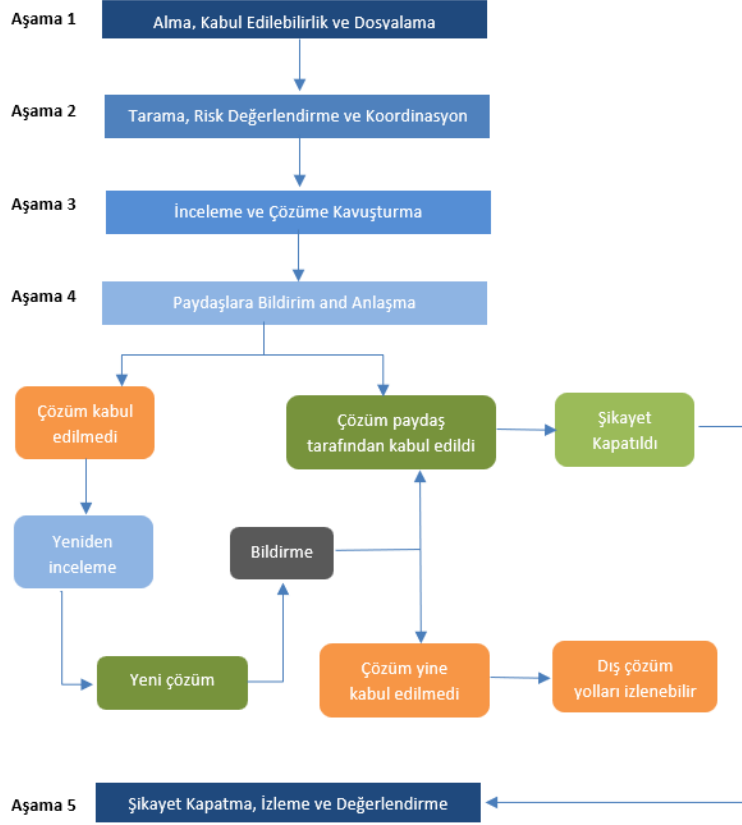 Aşama 1
Alma, Kabul Edilebilirlik ve Dosyalama
Aşama 2
Tarama, Risk Değerlendirme ve Koordinasyon
Aşama 3
İnceleme ve Çözüme Kavuşturma
Aşama 4
Paydaşlara Bildirim and Anlaşma
Çözüm kabul
edilmedi
Çözüm paydaş
tarafından kabul edildi
Şikayet
Kapatıldı
Yeniden
inceleme
Bildirme
Yeni çözüm
Çözüm yine
kabul edilmedi
Dış çözüm
yolları izlenebilir
Aşama 5
Şikayet Kapatma, İzleme ve Değerlendirme